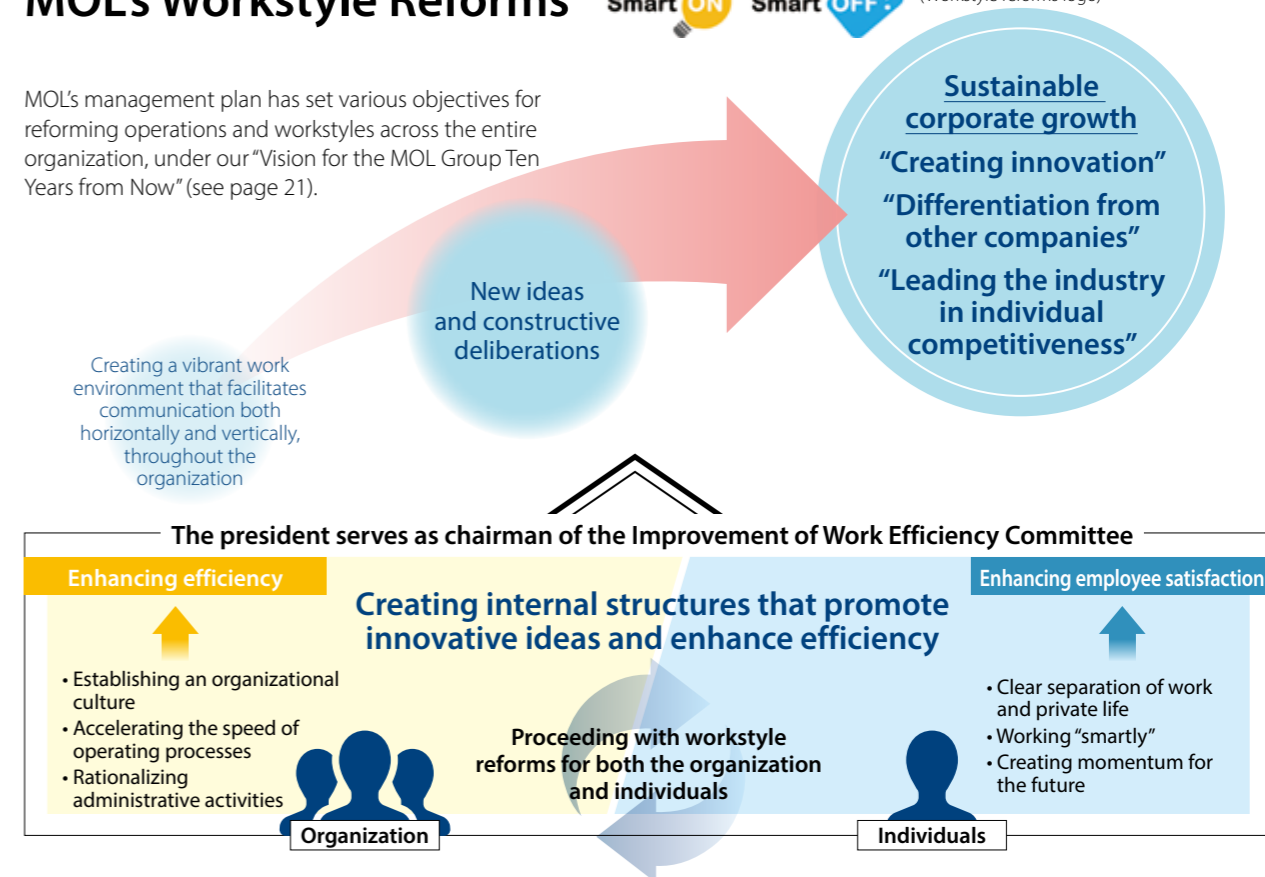 MOL's Workstyle Reforms
Smart ON Smart OFF!
(Workstyle reforms logo)
MOL's management plan has set various objectives for
reforming operations and workstyles across the entire
organization, under our “Vision for the MOL Group Ten
Years from Now” (see page 21).
Sustainable
corporate growth
“Creating innovation”
“Differentiation from
other companies”
“Leading the industry
in individual
competitiveness”
New ideas
and constructive
deliberations
Creating a vibrant work
environment that facilitates
communication both
horizontally and vertically,
throughout the
organization
The president serves as chairman of the Improvement of Work Efficiency Committee
Enhancing efficiency
Creating internal structures that promote
innovative ideas and enhance efficiency
Enhancing employee satisfaction
• Establishing an organizational
culture
• Accelerating the speed of
operating processes
• Rationalizing
administrative activities
Proceeding with workstyle
reforms for both the organization
and individuals
• Clear separation of work
and private life
• Working “smartly”
• Creating momentum for
the future
Organization
Individuals